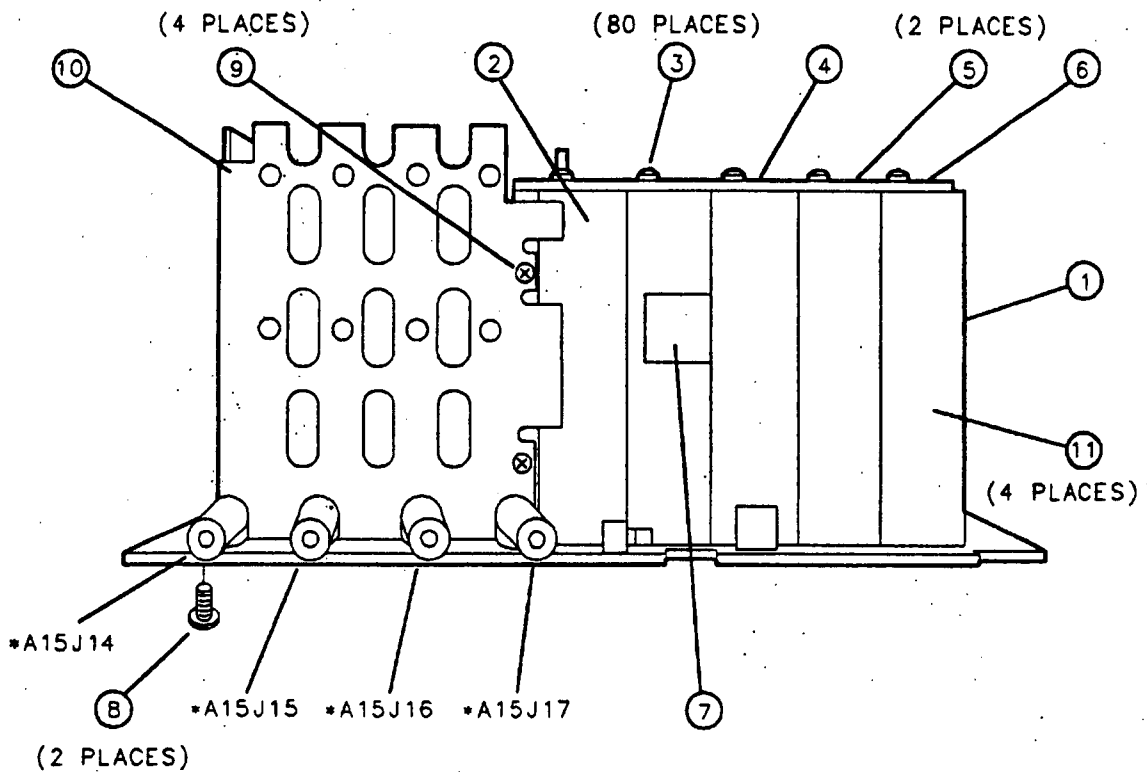 (4 PLACES) (80 PLACES) (2 PLACES)
10 9 2 3 4 5 6
1
11
(4 PLACES)
*A15J14
8 *A15J15 *A15J16 *A15J17 7
(2 PLACES)